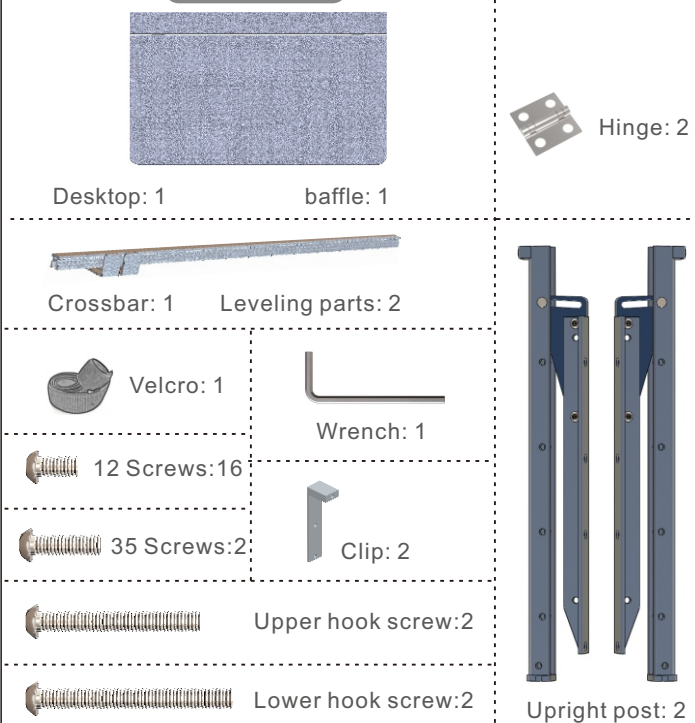 Hinge: 2
Desktop: 1 baffle: 1
Crossbar: 1 Leveling parts: 2
Velcro: 1
Wrench: 1
12 Screws:16
35 Screws:2
Clip: 2
Upper hook screw:2
Lower hook screw:2
Upright post: 2